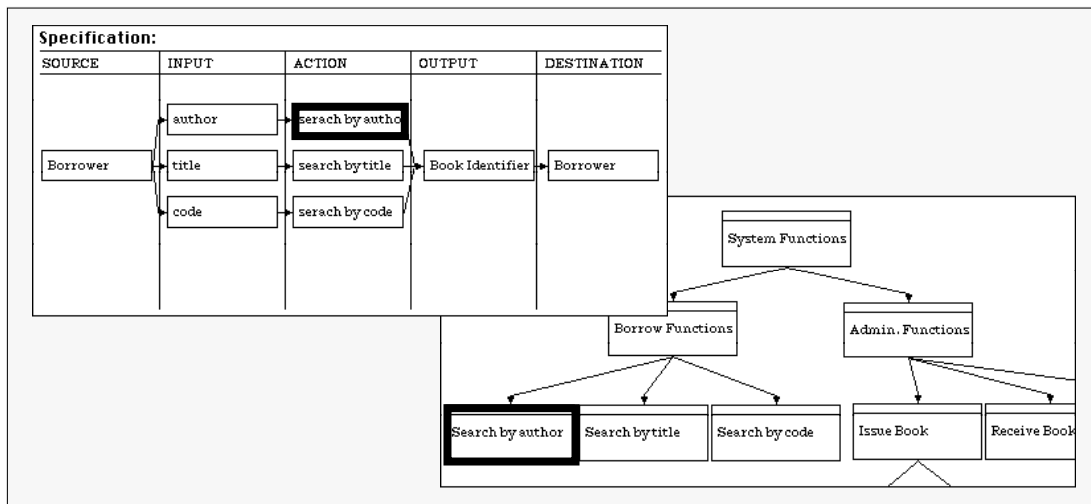 Specification:
SOURCE INPUT ACTION OUTPUT DESTINATION
author serach by autho
Borrower title search by title Book Identifier Borrower
code serach by code
System Functions
Borrow Functions Admin. Functions
Search by author Search by title Search by code Issue Book Receive Book